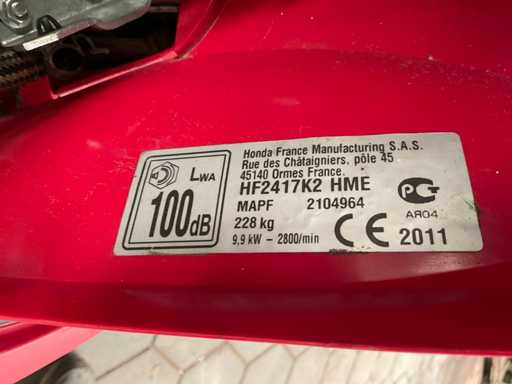 Honda France Manufacturing S.A.S.
Rue des Châtaigniers, pôle 45
45140 Ormes France.
HF2417K2 HME
MAPF 2104964
228 kg
9,9 kW – 2800/min
LWA
100dB
PCT
AR04
CE 2011